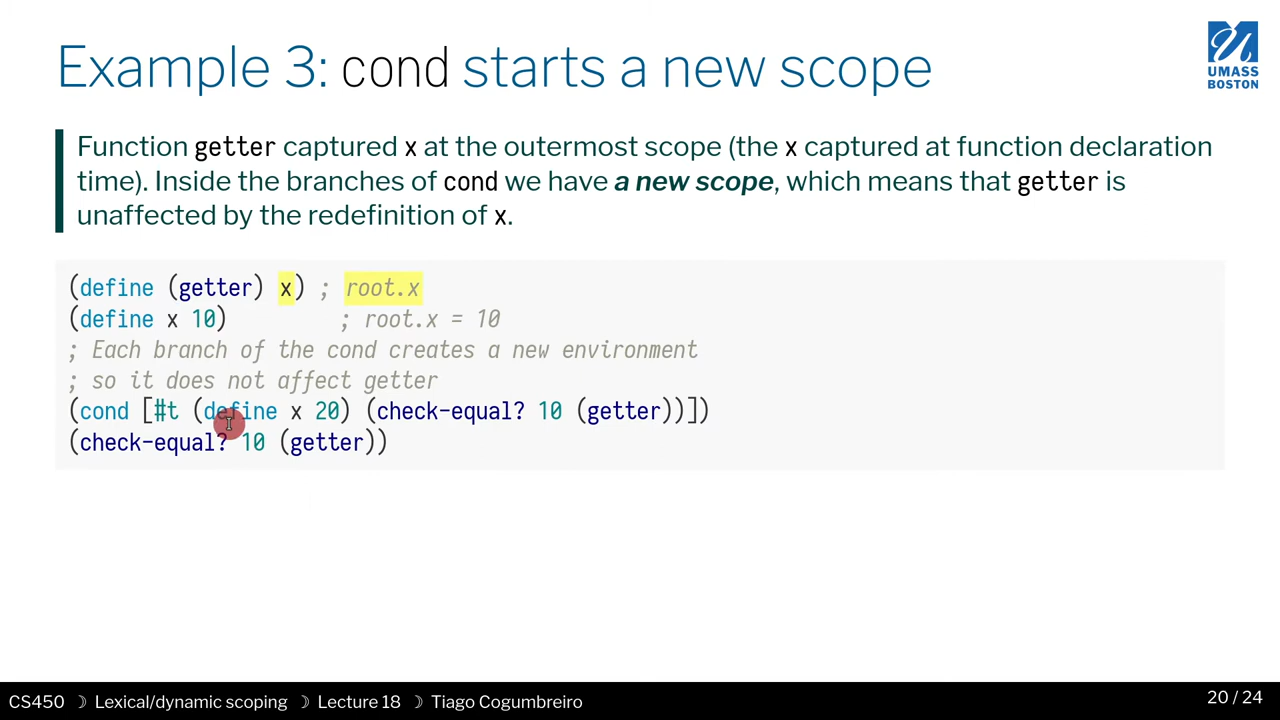 Example 3: cond starts a new scope
UMASS
BOSTON
Function getter captured x at the outermost scope (the x captured at function declaration
time). Inside the branches of cond we have a new scope, which means that getter is
unaffected by the redefinition of x.
(define (getter) x) ; root.x
(define x 10) ; root.x = 10
; Each branch of the cond creates a new environment
; so it does not affect getter
(cond [#t (define x 20) (check-equal? 10 (getter))])
(check-equal? 10 (getter))
CS450 ☽ Lexical/dynamic scoping ☽ Lecture 18 ☽ Tiago Cogumbreiro
20 / 24